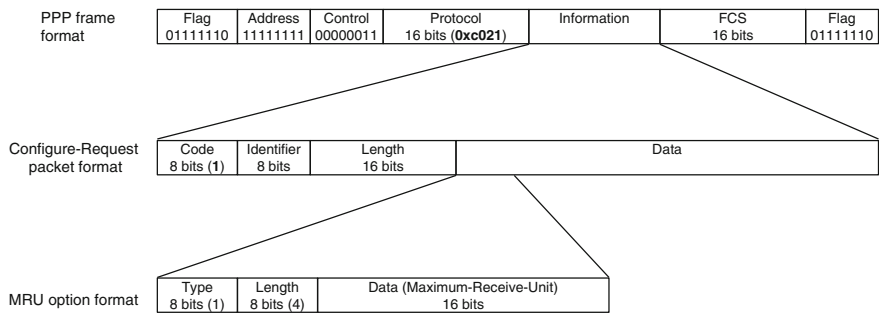 PPP frame format
Flag 01111110
Address 11111111
Control 00000011
Protocol 16 bits (0xc021)
Information
FCS 16 bits
Flag 01111110
Configure-Request packet format
Code 8 bits (1)
Identifier 8 bits
Length 16 bits
Data
MRU option format
Type 8 bits (1)
Length 8 bits (4)
Data (Maximum-Receive-Unit) 16 bits